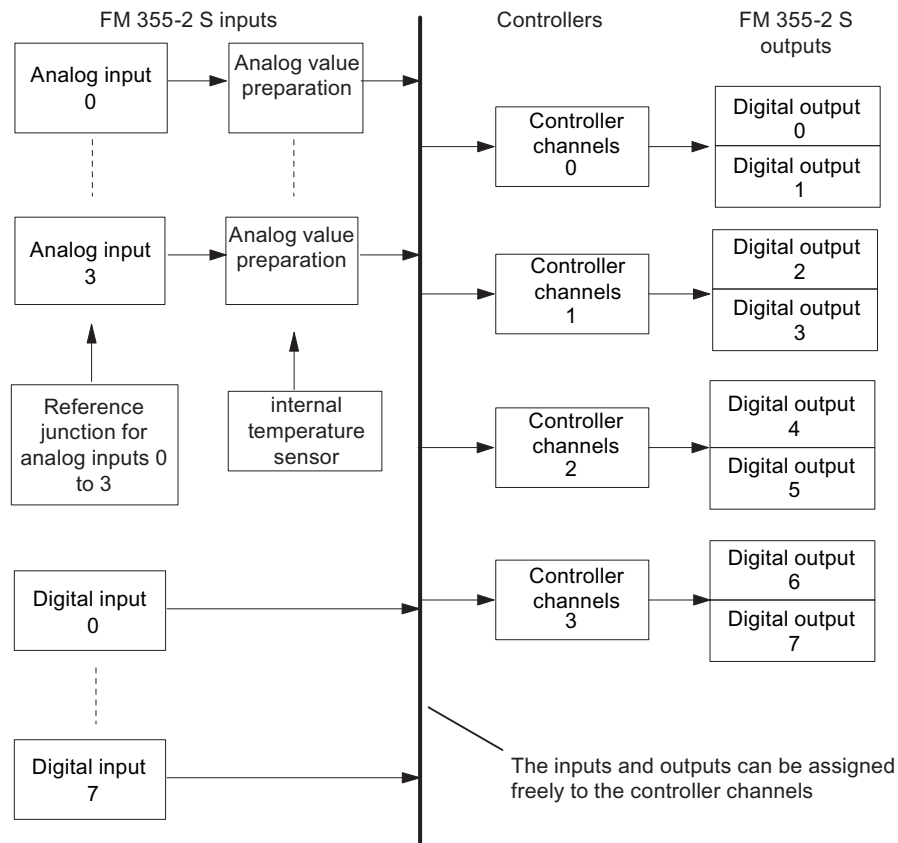 FM 355-2 S inputs
Controllers
FM 355-2 S
outputs
Analog input
0
Analog value
preparation
Analog input
3
Analog value
preparation
Reference
junction for
analog inputs 0
to 3
internal
temperature
sensor
Digital input
0
Digital input
7
Controller
channels
0
Controller
channels
1
Controller
channels
2
Controller
channels
3
Digital output
0
Digital output
1
Digital output
2
Digital output
3
Digital output
4
Digital output
5
Digital output
6
Digital output
7
The inputs and outputs can be assigned
freely to the controller channels